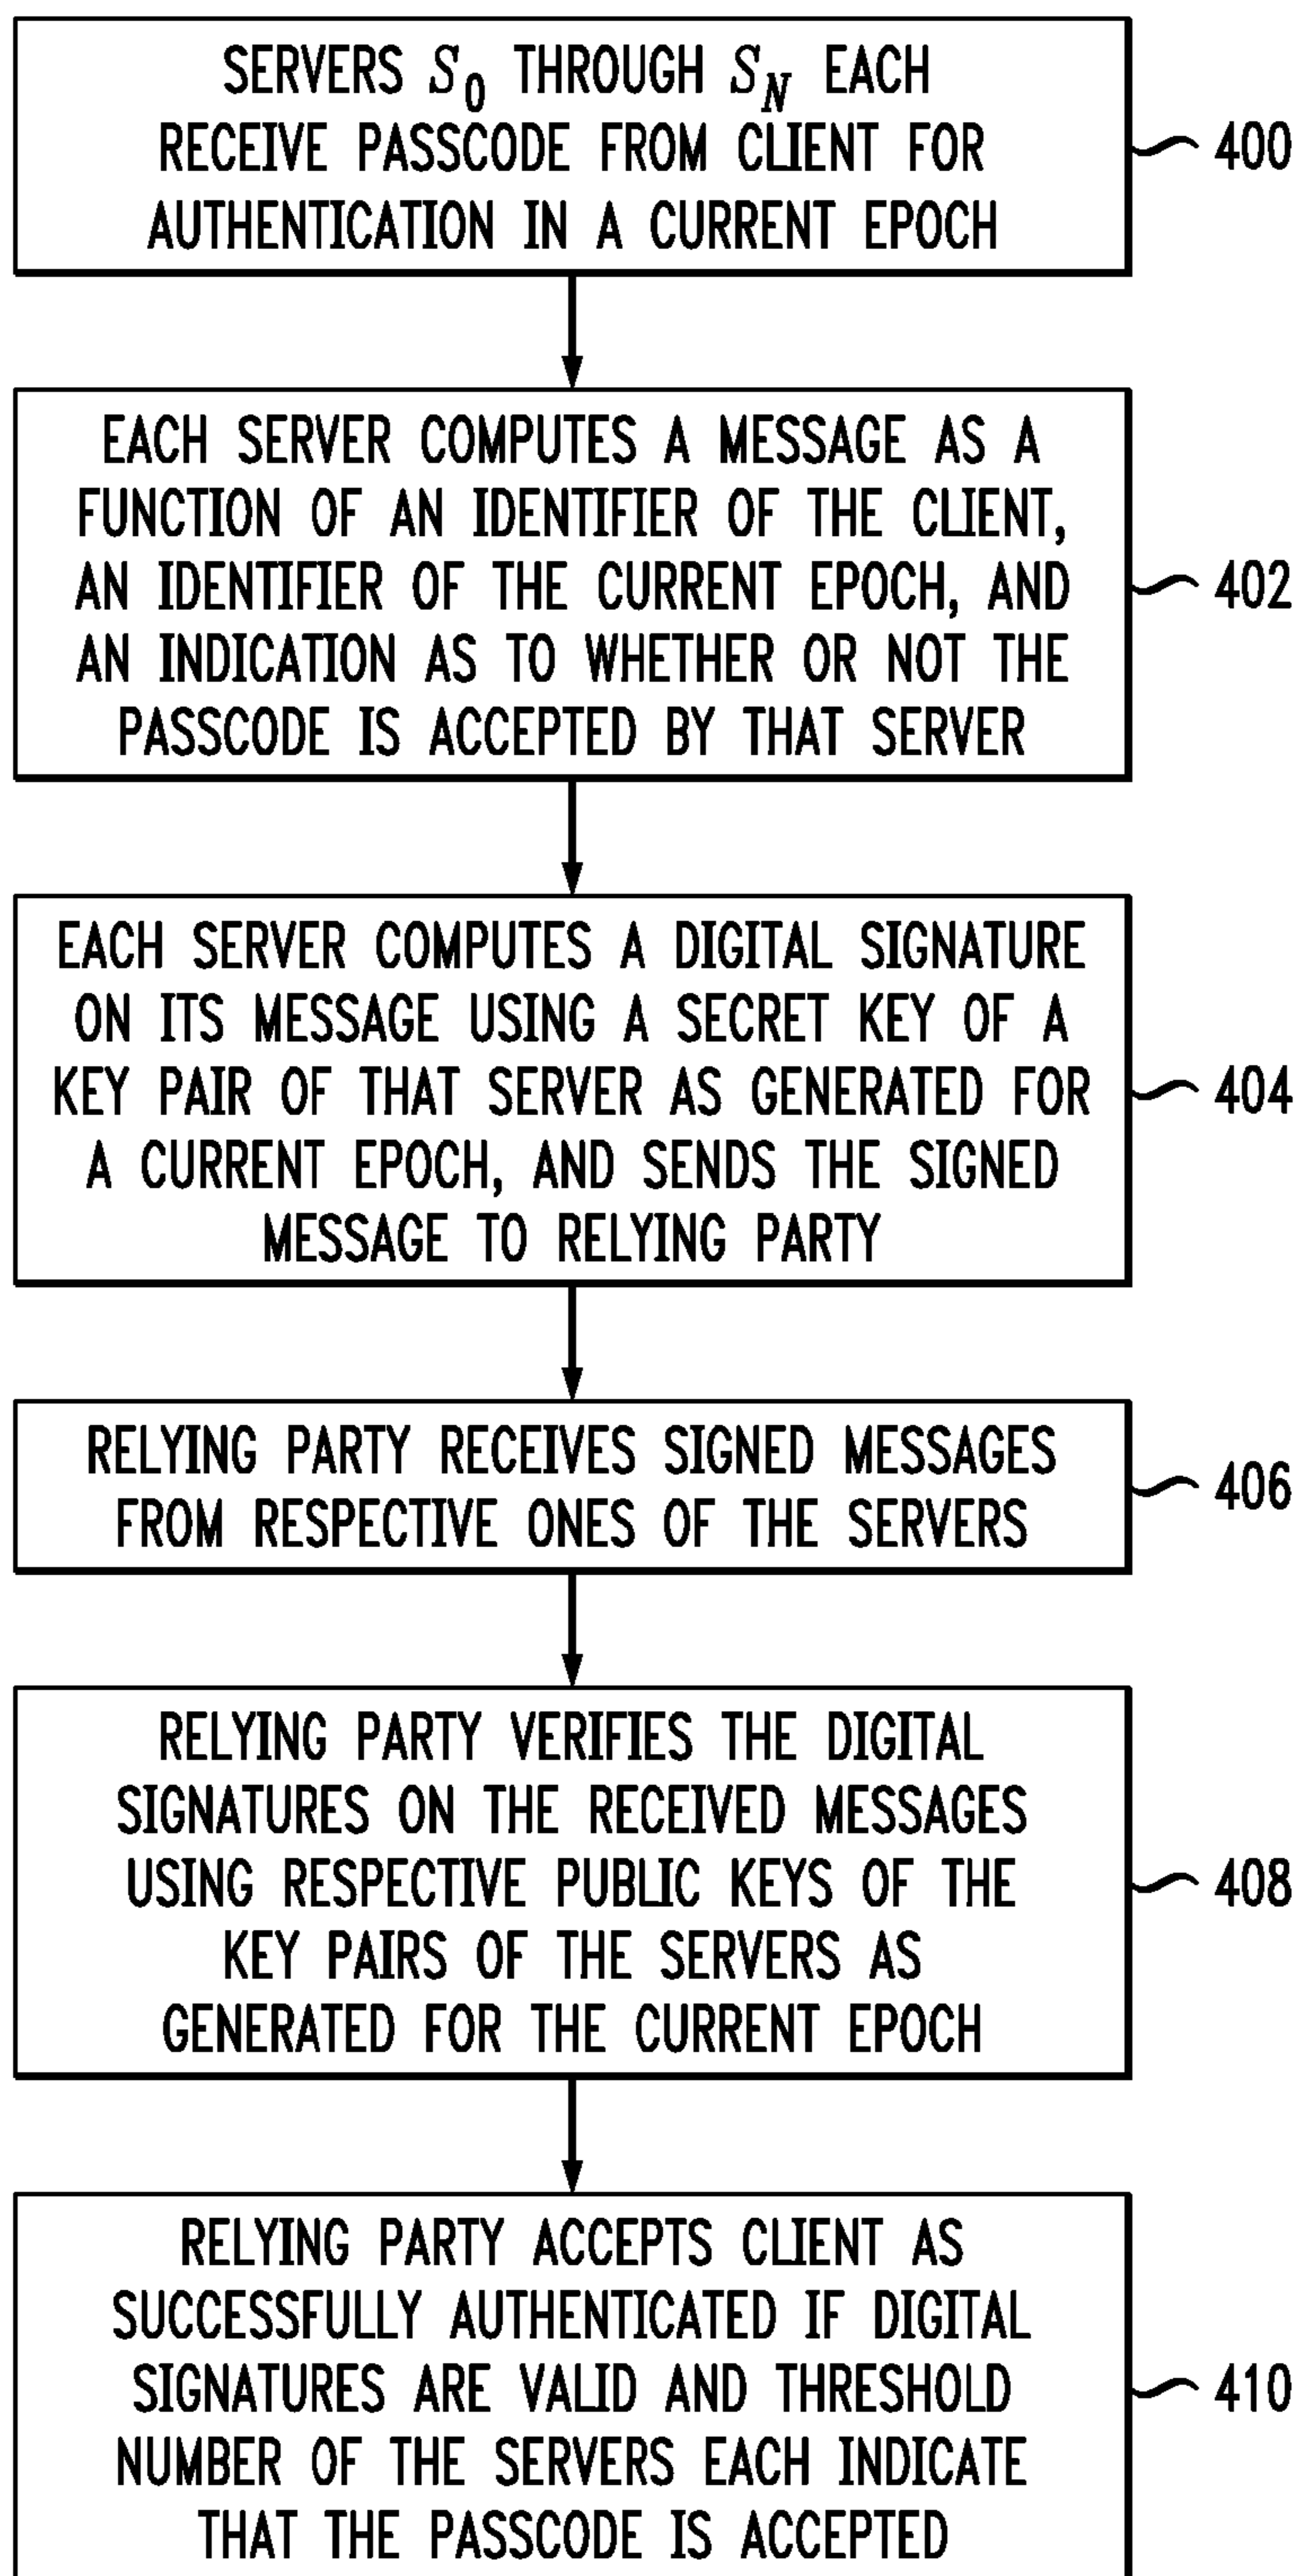 SERVERS S0 THROUGH SN EACH
RECEIVE PASSCODE FROM CLIENT FOR
AUTHENTICATION IN A CURRENT EPOCH
400
EACH SERVER COMPUTES A MESSAGE AS A
FUNCTION OF AN IDENTIFIER OF THE CLIENT,
AN IDENTIFIER OF THE CURRENT EPOCH, AND
AN INDICATION AS TO WHETHER OR NOT THE
PASSCODE IS ACCEPTED BY THAT SERVER
402
EACH SERVER COMPUTES A DIGITAL SIGNATURE
ON ITS MESSAGE USING A SECRET KEY OF A
KEY PAIR OF THAT SERVER AS GENERATED FOR
A CURRENT EPOCH, AND SENDS THE SIGNED
MESSAGE TO RELYING PARTY
404
RELYING PARTY RECEIVES SIGNED MESSAGES
FROM RESPECTIVE ONES OF THE SERVERS
406
RELYING PARTY VERIFIES THE DIGITAL
SIGNATURES ON THE RECEIVED MESSAGES
USING RESPECTIVE PUBLIC KEYS OF THE
KEY PAIRS OF THE SERVERS AS
GENERATED FOR THE CURRENT EPOCH
408
RELYING PARTY ACCEPTS CLIENT AS
SUCCESSFULLY AUTHENTICATED IF DIGITAL
SIGNATURES ARE VALID AND THRESHOLD
NUMBER OF THE SERVERS EACH INDICATE
THAT THE PASSCODE IS ACCEPTED
410